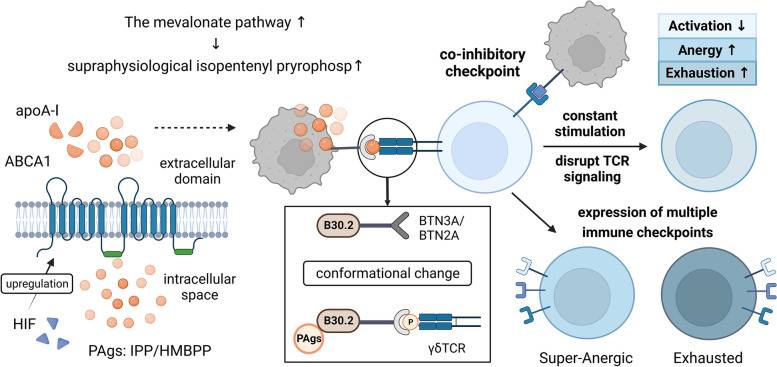 The mevalonate pathway ↑
↓
supraphysiological isopentenyl pryrophosp↑
apoA-I
ABCA1
extracellular
domain
upregulation
intracellular
space
HIF
PAgs: IPP/HMBPP
co-inhibitory
checkpoint
B30.2
BTN3A/
BTN2A
conformational change
B30.2
P
PAgs
γδTCR
Activation ↓
Anergy ↑
Exhaustion ↑
constant
stimulation
disrupt TCR
signaling
expression of multiple
immune checkpoints
Super-Anergic
Exhausted